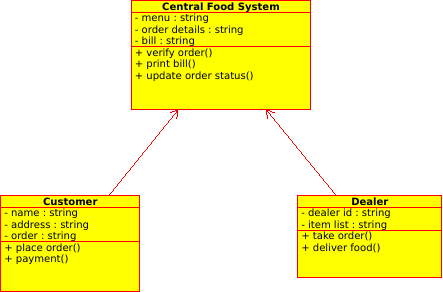 Central Food System
- menu : string
- order details : string
- bill : string
+ verify order()
+ print bill()
+ update order status()
Customer
- name : string
- address : string
- order : string
+ place order()
+ payment()
Dealer
- dealer id : string
- item list : string
+ take order()
+ deliver food()